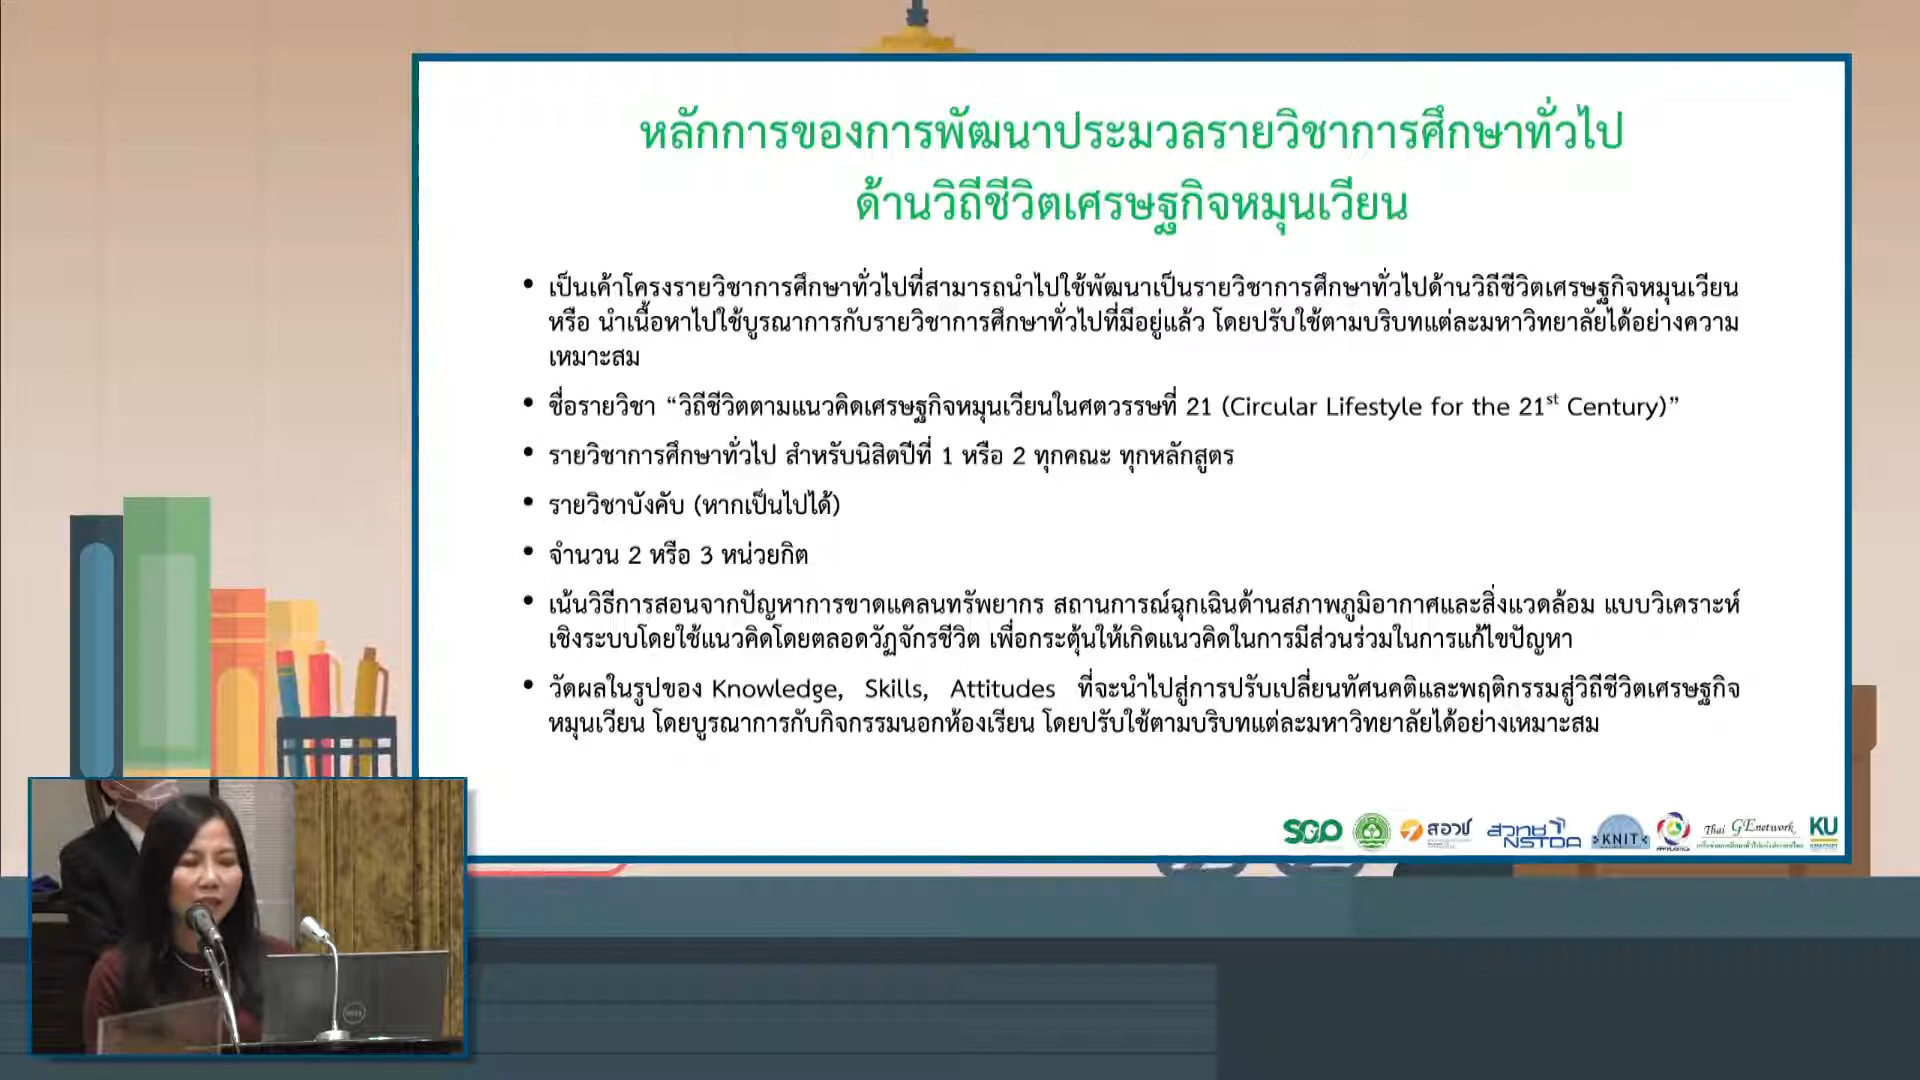 หลักการของการพัฒนาประมวลรายวิชาการศึกษาทั่วไป
ด้านวิถีชีวิตเศรษฐกิจหมุนเวียน
• เป็นเค้าโครงรายวิชาการศึกษาทั่วไปที่สามารถนำไปใช้พัฒนาเป็นรายวิชาการศึกษาทั่วไปด้านวิถีชีวิตเศรษฐกิจหมุนเวียน
หรือ นำเนื้อหาไปใช้บูรณาการกับรายวิชาการศึกษาทั่วไปที่มีอยู่แล้ว โดยปรับใช้ตามบริบทแต่ละมหาวิทยาลัยได้อย่างความ
เหมาะสม
• ชื่อรายวิชา “วิถีชีวิตตามแนวคิดเศรษฐกิจหมุนเวียนในศตวรรษที่ 21 (Circular Lifestyle for the 21st Century)”
• รายวิชาการศึกษาทั่วไป สำหรับนิสิตปีที่ 1 หรือ 2 ทุกคณะ ทุกหลักสูตร
• รายวิชาบังคับ (หากเป็นไปได้)
• จำนวน 2 หรือ 3 หน่วยกิต
• เน้นวิธีการสอนจากปัญหาการขาดแคลนทรัพยากร สถานการณ์ฉุกเฉินด้านสภาพภูมิอากาศและสิ่งแวดล้อม แบบวิเคราะห์
เชิงระบบโดยใช้แนวคิดโดยตลอดวัฏจักรชีวิต เพื่อกระตุ้นให้เกิดแนวคิดในการมีส่วนร่วมในการแก้ไขปัญหา
• วัดผลในรูปของ Knowledge, Skills, Attitudes ที่จะนำไปสู่การปรับเปลี่ยนทัศนคติและพฤติกรรมสู่วิถีชีวิตเศรษฐกิจ
หมุนเวียน โดยบูรณาการกับกิจกรรมนอกห้องเรียน โดยปรับใช้ตามบริบทแต่ละมหาวิทยาลัยได้อย่างเหมาะสม
สอวช สวทช NSTDA KNIT Thai GEnetwork KU